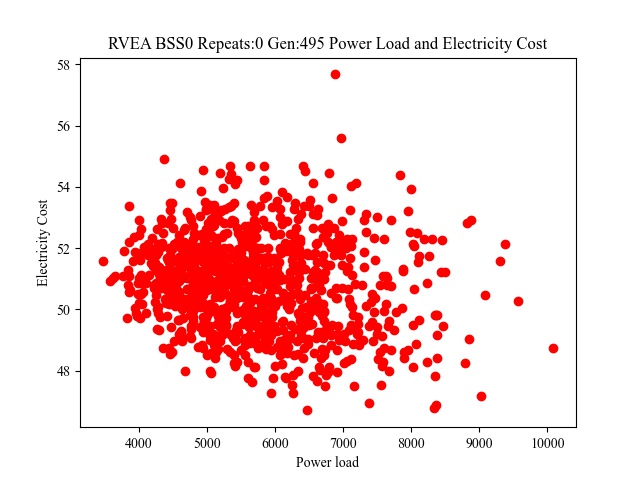 RVEA BSS0 Repeats:0 Gen:495 Power Load and Electricity Cost
58
56
54
52
50
48
Electricity Cost
4000 5000 6000 7000 8000 9000 10000
Power load